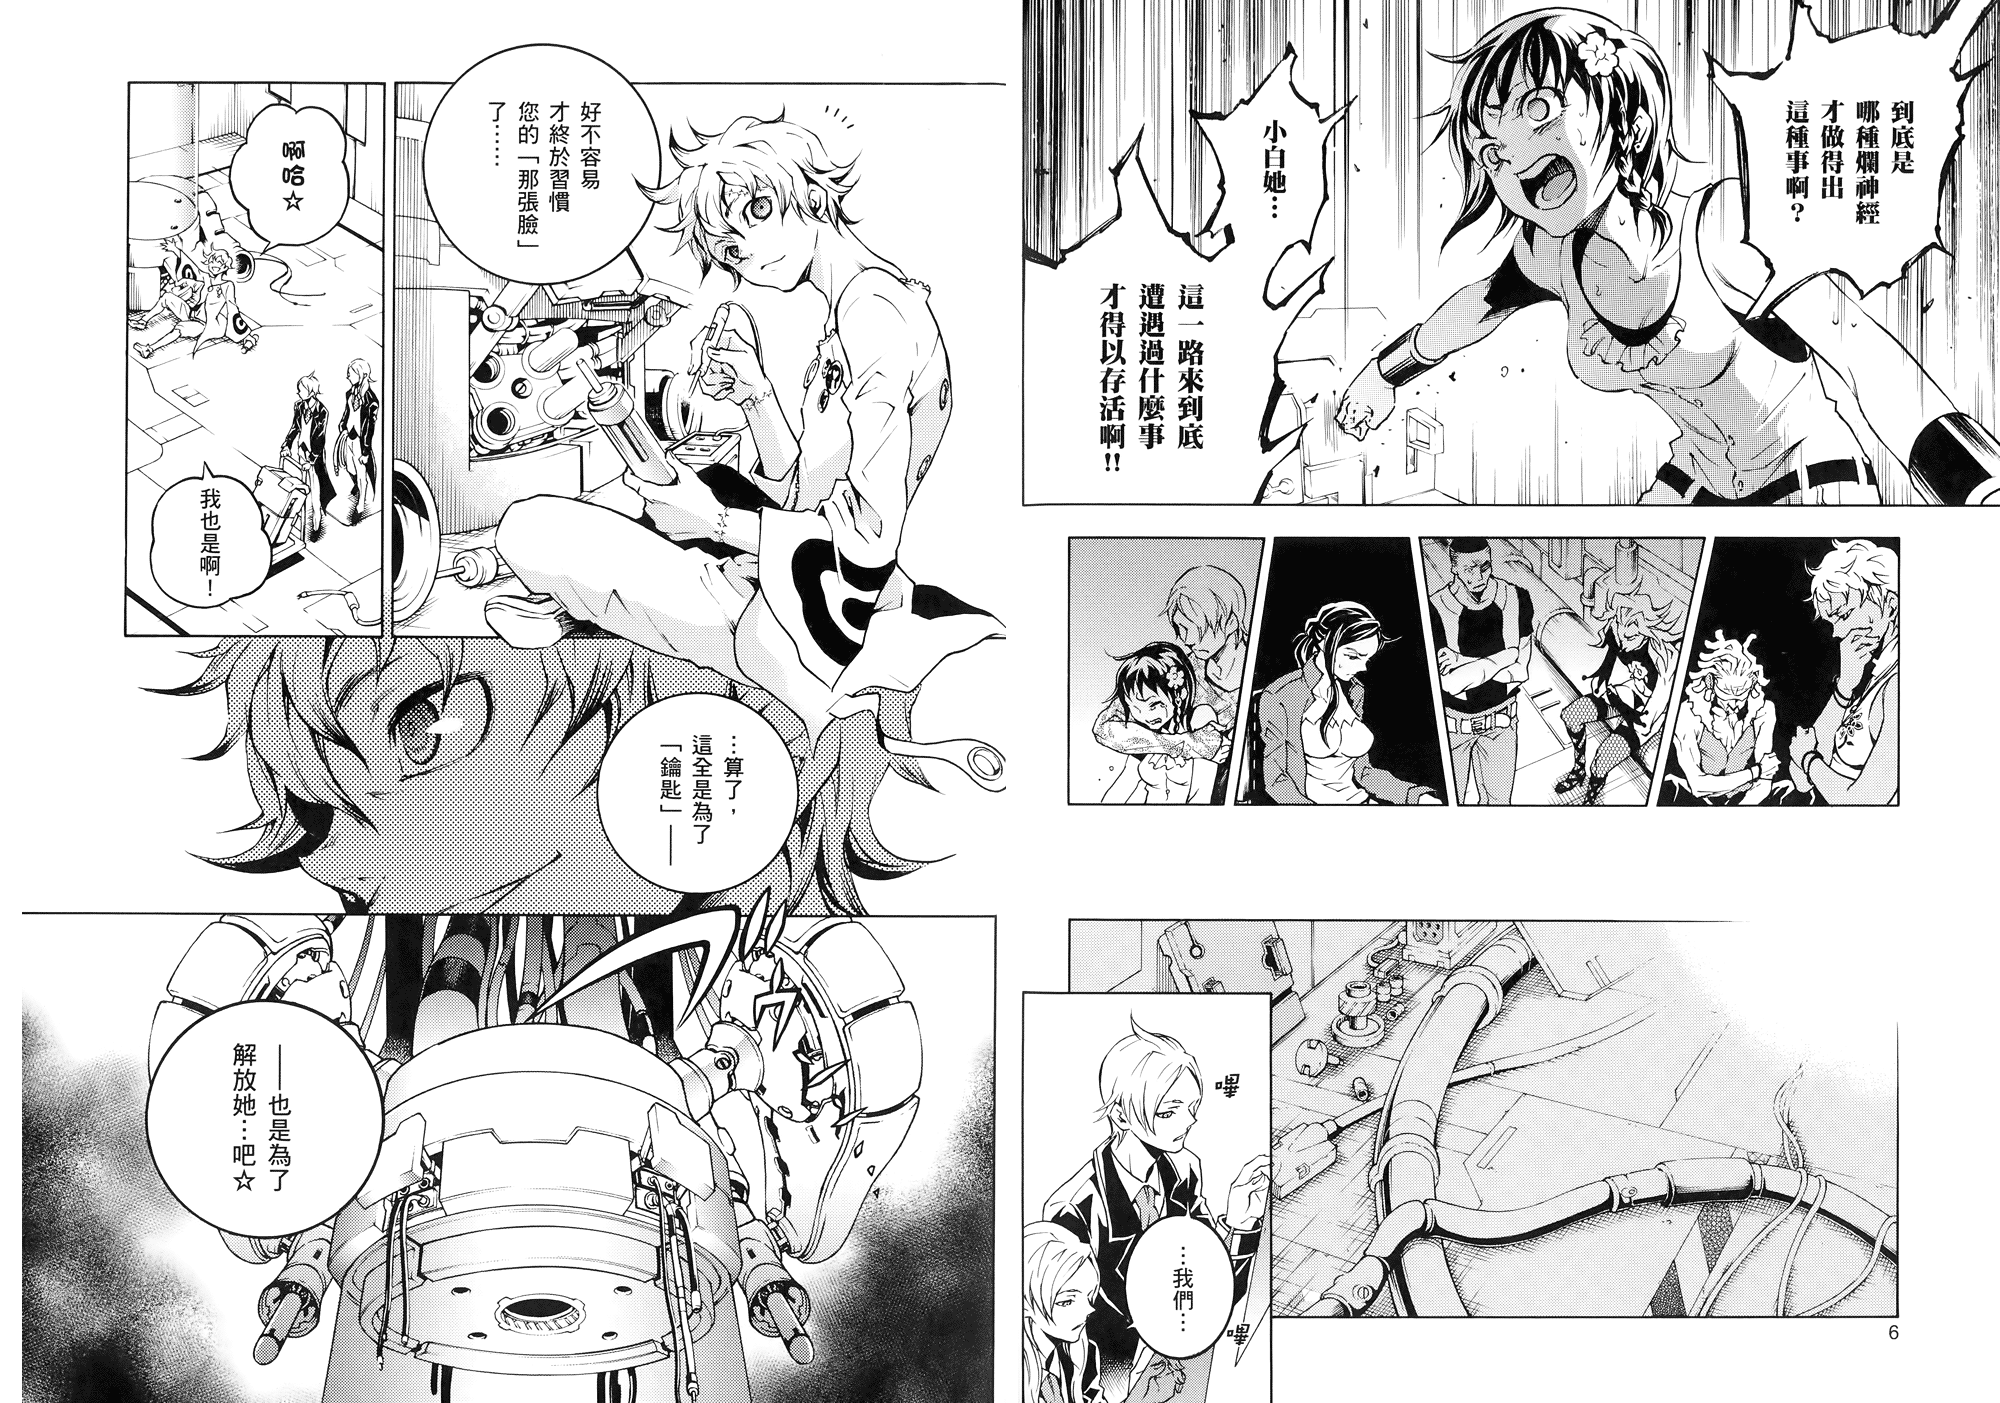 到底是
哪種爛神經
才做得出
這種事啊？
小白她…
這一路來到底
遭遇過什麼事
才得以存活啊!!
嗶
…我們…
嗶
6
好不容易
才終於習慣
您的「那張臉」
了……
啊哈☆
我也是啊！
…算了，
這全是為了
「鑰匙」——
——也是為了
解放她…吧☆